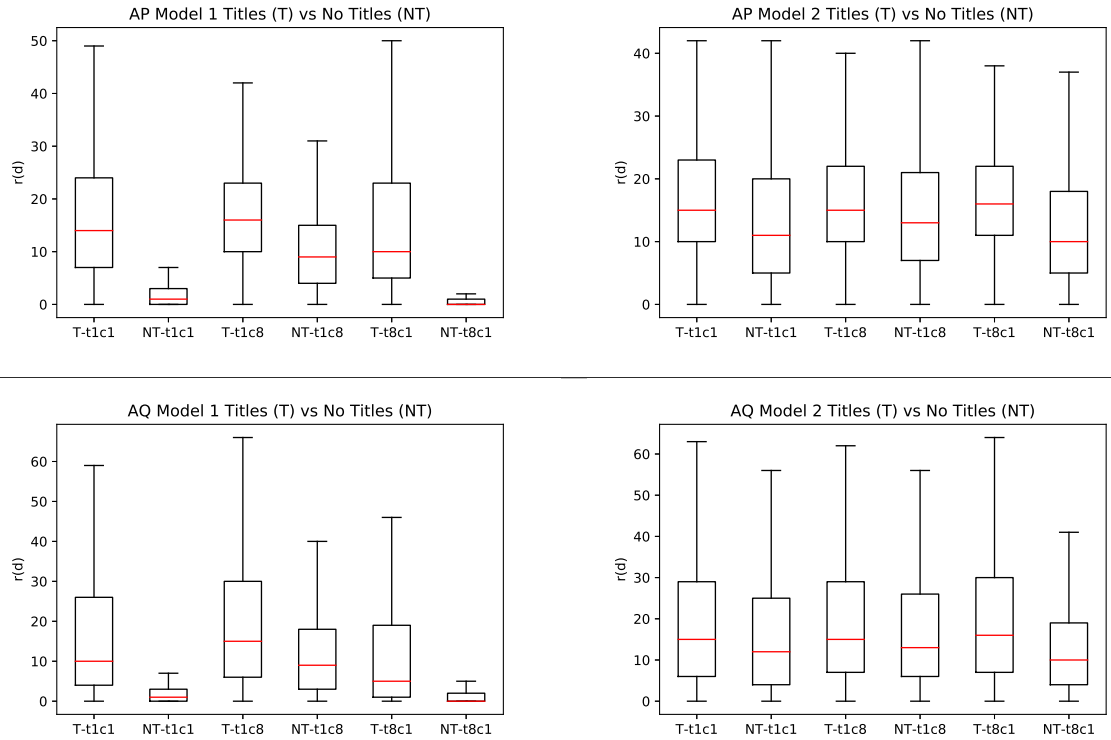 AP Model 1 Titles (T) vs No Titles (NT)
50
40
30
20
10
0
r(d)
T-t1c1 NT-t1c1 T-t1c8 NT-t1c8 T-t8c1 NT-t8c1
AP Model 2 Titles (T) vs No Titles (NT)
40
30
20
10
0
r(d)
T-t1c1 NT-t1c1 T-t1c8 NT-t1c8 T-t8c1 NT-t8c1
AQ Model 1 Titles (T) vs No Titles (NT)
60
50
40
30
20
10
0
r(d)
T-t1c1 NT-t1c1 T-t1c8 NT-t1c8 T-t8c1 NT-t8c1
AQ Model 2 Titles (T) vs No Titles (NT)
60
50
40
30
20
10
0
r(d)
T-t1c1 NT-t1c1 T-t1c8 NT-t1c8 T-t8c1 NT-t8c1